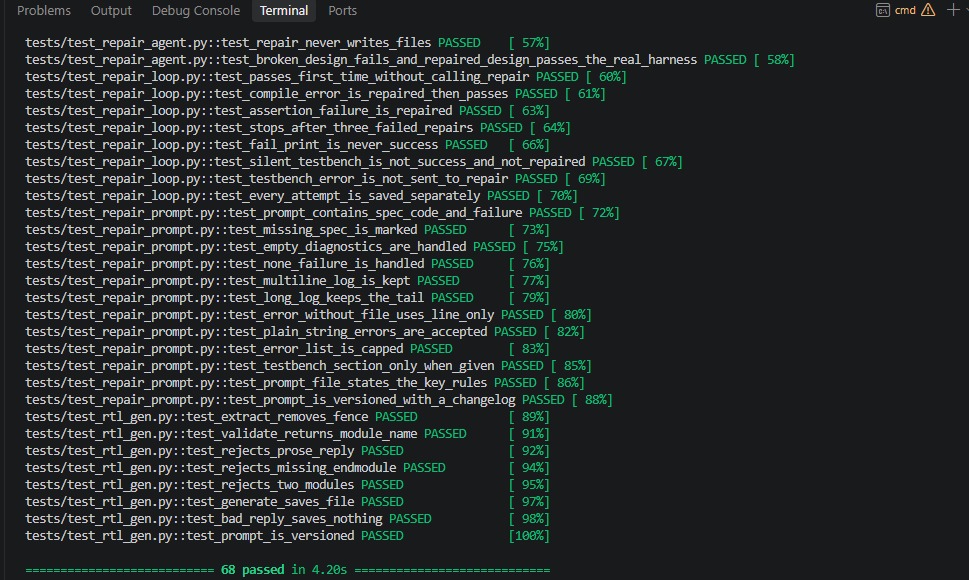 Problems Output Debug Console Terminal Ports cmd
tests/test_repair_agent.py::test_repair_never_writes_files PASSED [ 57%]
tests/test_repair_agent.py::test_broken_design_fails_and_repaired_design_passes_the_real_harness PASSED [ 58%]
tests/test_repair_loop.py::test_passes_first_time_without_calling_repair PASSED [ 60%]
tests/test_repair_loop.py::test_compile_error_is_repaired_then_passes PASSED [ 61%]
tests/test_repair_loop.py::test_assertion_failure_is_repaired PASSED [ 63%]
tests/test_repair_loop.py::test_stops_after_three_failed_repairs PASSED [ 64%]
tests/test_repair_loop.py::test_fail_print_is_never_success PASSED [ 66%]
tests/test_repair_loop.py::test_silent_testbench_is_not_success_and_not_repaired PASSED [ 67%]
tests/test_repair_loop.py::test_testbench_error_is_not_sent_to_repair PASSED [ 69%]
tests/test_repair_loop.py::test_every_attempt_is_saved_separately PASSED [ 70%]
tests/test_repair_prompt.py::test_prompt_contains_spec_code_and_failure PASSED [ 72%]
tests/test_repair_prompt.py::test_missing_spec_is_marked PASSED [ 73%]
tests/test_repair_prompt.py::test_empty_diagnostics_are_handled PASSED [ 75%]
tests/test_repair_prompt.py::test_none_failure_is_handled PASSED [ 76%]
tests/test_repair_prompt.py::test_multiline_log_is_kept PASSED [ 77%]
tests/test_repair_prompt.py::test_long_log_keeps_the_tail PASSED [ 79%]
tests/test_repair_prompt.py::test_error_without_file_uses_line_only PASSED [ 80%]
tests/test_repair_prompt.py::test_plain_string_errors_are_accepted PASSED [ 82%]
tests/test_repair_prompt.py::test_error_list_is_capped PASSED [ 83%]
tests/test_repair_prompt.py::test_testbench_section_only_when_given PASSED [ 85%]
tests/test_repair_prompt.py::test_prompt_file_states_the_key_rules PASSED [ 86%]
tests/test_repair_prompt.py::test_prompt_is_versioned_with_a_changelog PASSED [ 88%]
tests/test_rtl_gen.py::test_extract_removes_fence PASSED [ 89%]
tests/test_rtl_gen.py::test_validate_returns_module_name PASSED [ 91%]
tests/test_rtl_gen.py::test_rejects_prose_reply PASSED [ 92%]
tests/test_rtl_gen.py::test_rejects_missing_endmodule PASSED [ 94%]
tests/test_rtl_gen.py::test_rejects_two_modules PASSED [ 95%]
tests/test_rtl_gen.py::test_generate_saves_file PASSED [ 97%]
tests/test_rtl_gen.py::test_bad_reply_saves_nothing PASSED [ 98%]
tests/test_rtl_gen.py::test_prompt_is_versioned PASSED [100%]
=========================== 68 passed in 4.20s ============================